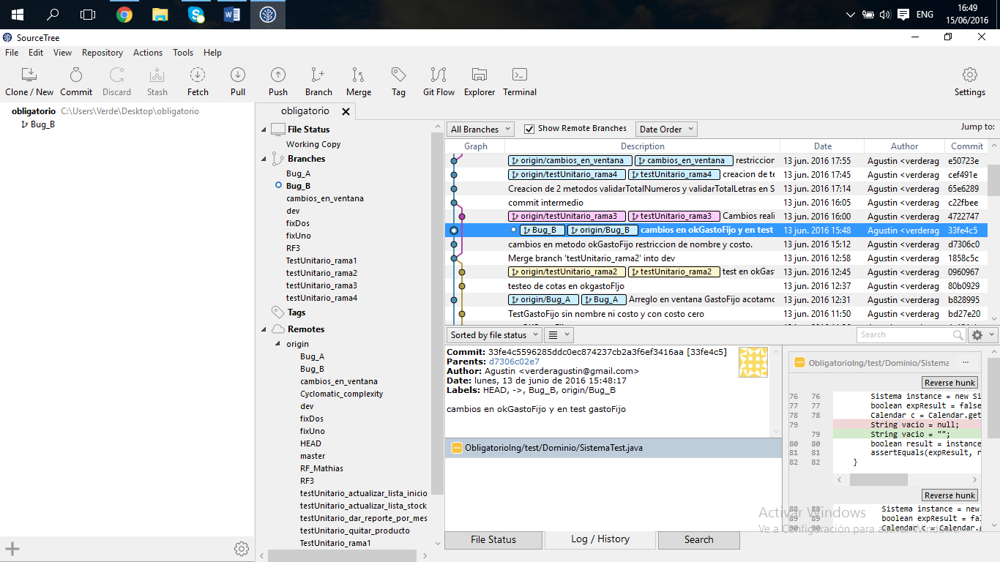 16:49
ENG
15/06/2016
SourceTree
File Edit View Repository Actions Tools Help
Clone / New Commit Discard Stash Fetch Pull Push Branch Merge Tag Git Flow Explorer Terminal Settings
obligatorio C:\Users\Verde\Desktop\obligatorio
Bug_B
obligatorio
File Status
Working Copy
Branches
Bug_A
Bug_B
cambios_en_ventana
dev
fixDos
fixUno
RF3
TestUnitario_rama1
testUnitario_rama2
testUnitario_rama3
testUnitario_rama4
Tags
Remotes
origin
Bug_A
Bug_B
cambios_en_ventana
Cyclomatic_complexity
dev
fixDos
fixUno
HEAD
master
RF_Mathias
RF3
testUnitario_actualizar_lista_inicio
testUnitario_actualizar_lista_stock
testUnitario_dar_reporte_por_mes
testUnitario_quitar_producto
TestUnitario_rama1
All Branches Show Remote Branches Date Order Jump to:
Graph Description Date Author Commit
origin/cambios_en_ventana cambios_en_ventana restriccion 13 jun. 2016 17:55 Agustin <verderag e50723e
origin/testUnitario_rama4 testUnitario_rama4 creacion de te 13 jun. 2016 17:45 Agustin <verderag cef491e
Creacion de 2 metodos validarTotalNumeros y validarTotalLetras en S 13 jun. 2016 17:14 Agustin <verderag 65e6289
commit intermedio 13 jun. 2016 16:05 Agustin <verderag c22fbee
origin/testUnitario_rama3 testUnitario_rama3 Cambios reali 13 jun. 2016 16:00 Agustin <verderag 4722747
Bug_B origin/Bug_B cambios en okGastoFijo y en test 13 jun. 2016 15:48 Agustin <verderag 33fe4c5
cambios en metodo okGastoFijo restriccion de nombre y costo. 13 jun. 2016 15:12 Agustin <verderag d7306c0
Merge branch 'testUnitario_rama2' into dev 13 jun. 2016 12:58 Agustin <verderag 1858c5c
origin/testUnitario_rama2 testUnitario_rama2 test en okGas 13 jun. 2016 12:45 Agustin <verderag 0960967
testeo de cotas en okgastoFIjo 13 jun. 2016 12:37 Agustin <verderag 80b0929
origin/Bug_A Bug_A Arreglo en ventana GastoFijo acotamo 13 jun. 2016 12:31 Agustin <verderag b828995
TestGastoFijo sin nombre ni costo y con costo cero 13 jun. 2016 11:50 Agustin <verderag bd27e20
Sorted by file status Search
Commit: 33fe4c5596285ddc0ec874237cb2a3f6ef3416aa [33fe4c5]
Parents: d7306c02e7
Author: Agustin <verderagustin@gmail.com>
Date: lunes, 13 de junio de 2016 15:48:17
Labels: HEAD, ->, Bug_B, origin/Bug_B
cambios en okGastoFijo y en test gastoFijo
ObligatorioIng/test/Dominio/SistemaTest.java
ObligatorioIng/test/Dominio/Sistema ...
Reverse hunk
76 76 Sistema instance = new Si
77 77 boolean expResult = false
78 78 Calendar c = Calendar.get
79 String vacio = null;
79 String vacio = "";
80 80 boolean result = instance
81 81 assertEquals(expResult, r
82 82 }
Reverse hunk
88 88 Sistema instance = new
89 89 boolean expResult = fal
90 90 Calendar c = Calendar.g
Activar Windows
Ve a Configuración para activar Windows.
File Status Log / History Search